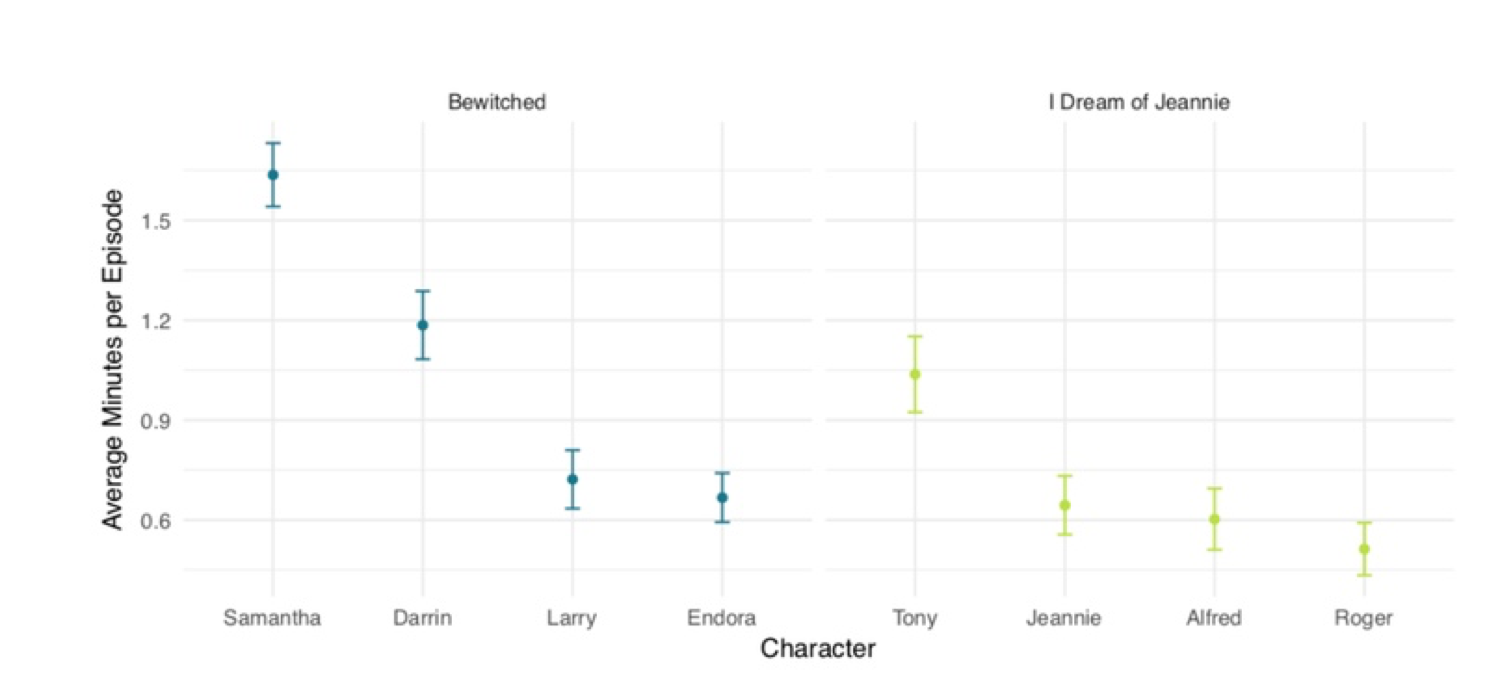 Bewitched
I Dream of Jeannie
Average Minutes per Episode
1.5
1.2
0.9
0.6
Samantha Darrin Larry Endora Tony Jeannie Alfred Roger
Character